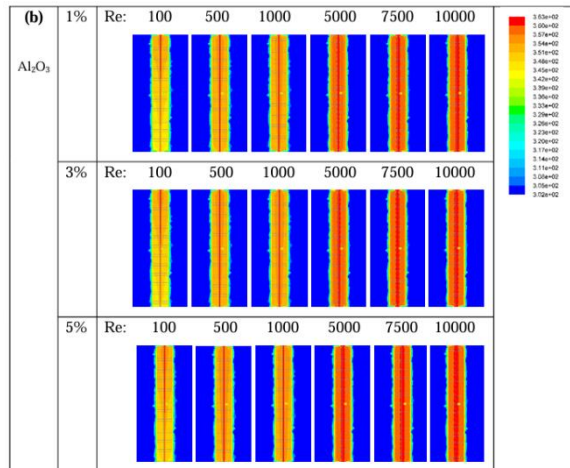 (b) 1% Re: 100 500 1000 5000 7500 10000
Al₂O₃
3% Re: 100 500 1000 5000 7500 10000
5% Re: 100 500 1000 5000 7500 10000
3.63e+02
3.60e+02
3.57e+02
3.54e+02
3.51e+02
3.48e+02
3.45e+02
3.42e+02
3.39e+02
3.36e+02
3.33e+02
3.29e+02
3.26e+02
3.23e+02
3.20e+02
3.17e+02
3.14e+02
3.11e+02
3.08e+02
3.05e+02
3.02e+02